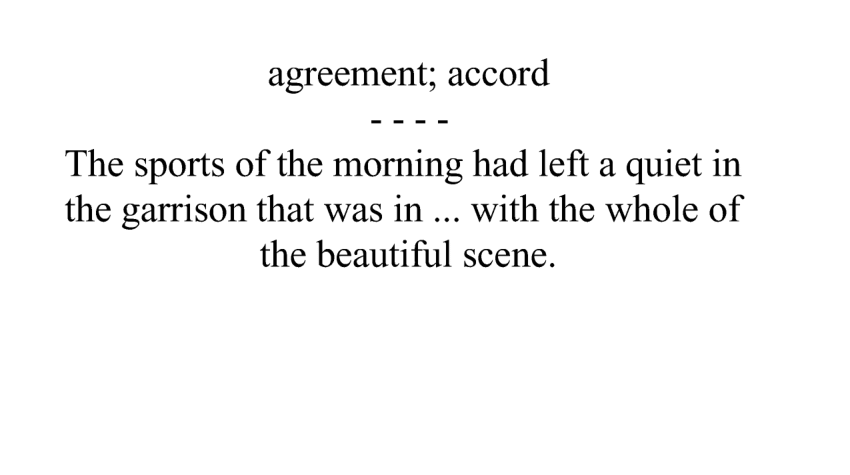 agreement; accord
- - - -
The sports of the morning had left a quiet in
the garrison that was in ... with the whole of
the beautiful scene.